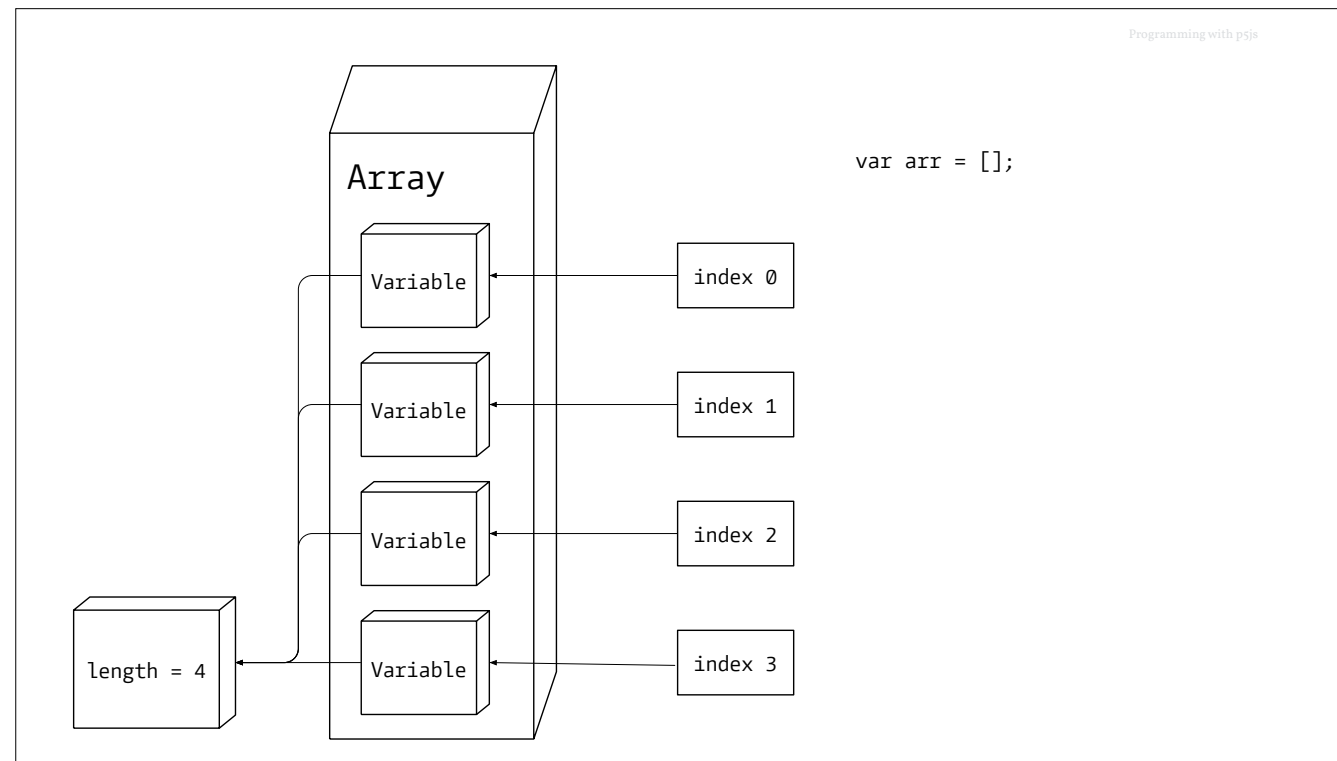 Programming with p5js
Array
var arr = [];
Variable
index 0
Variable
index 1
Variable
index 2
length = 4
Variable
index 3